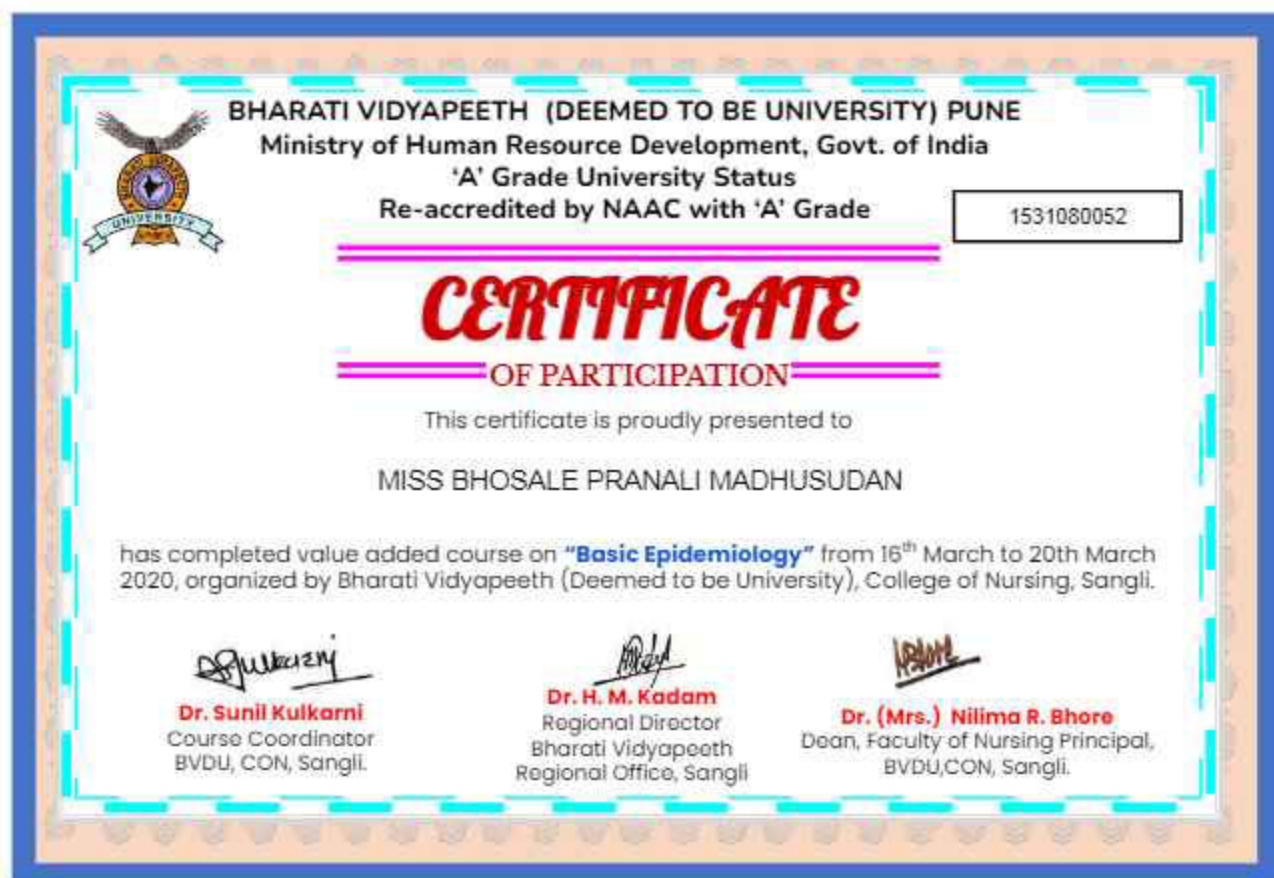 BHARATI VIDYAPEETH (DEEMED TO BE UNIVERSITY) PUNE
Ministry of Human Resource Development, Govt. of India
‘A’ Grade University Status
Re-accredited by NAAC with ‘A’ Grade
1531080052
BHARATI VIDYAPEETH
UNIVERSITY
CERTIFICATE
OF PARTICIPATION
This certificate is proudly presented to
MISS BHOSALE PRANALI MADHUSUDAN
has completed value added course on “Basic Epidemiology” from 16th March to 20th March
2020, organized by Bharati Vidyapeeth (Deemed to be University), College of Nursing, Sangli.
Dr. Sunil Kulkarni
Course Coordinator
BVDU, CON, Sangli.
Dr. H. M. Kadam
Regional Director
Bharati Vidyapeeth
Regional Office, Sangli
Dr. (Mrs.) Nilima R. Bhore
Dean, Faculty of Nursing Principal,
BVDU,CON, Sangli.